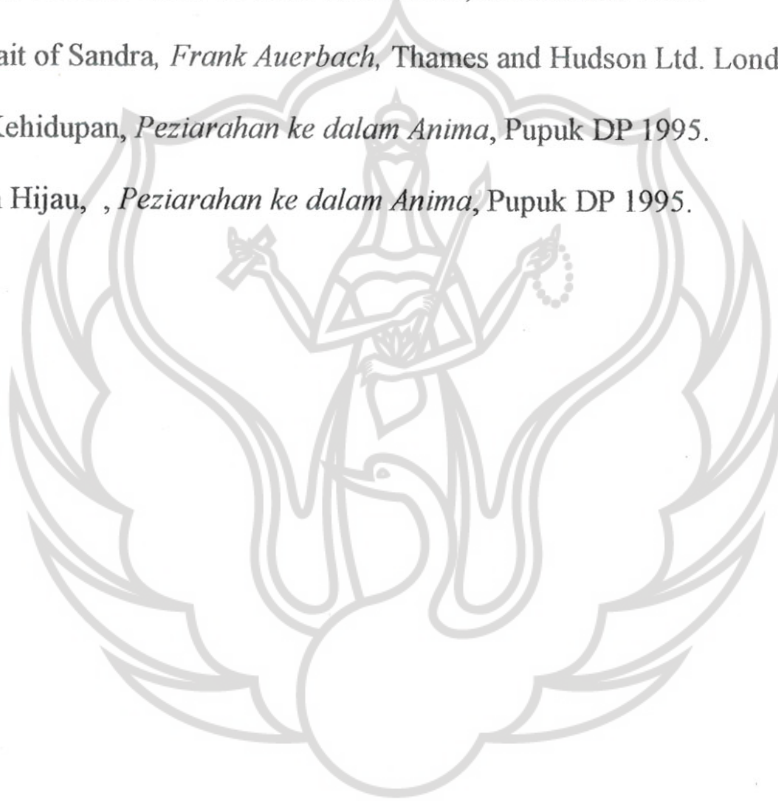 ait of Sandra, Frank Auerbach, Thames and Hudson Ltd. Lond
Kehidupan, Peziarahan ke dalam Anima, Pupuk DP 1995.
Hijau,  , Peziarahan ke dalam Anima, Pupuk DP 1995.